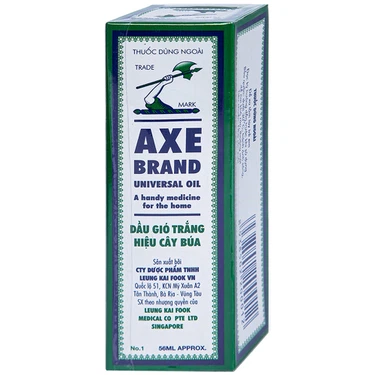 THUỐC DÙNG NGOÀI
TRADE
MARK
AXE
BRAND
UNIVERSAL OIL
A handy medicine
for the home
DẦU GIÓ TRẮNG
HIỆU CÂY BÚA
Sản xuất bởi
CTY DƯỢC PHẨM TNHH
LEUNG KAI FOOK VN
Quốc lộ 51, KCN Mỹ Xuân A2
Tân Thành, Bà Rịa - Vũng Tàu
SX theo nhượng quyền của
LEUNG KAI FOOK
MEDICAL CO PTE LTD
SINGAPORE
No.1
56ML APPROX.
THUỐC DÙNG NGOÀI